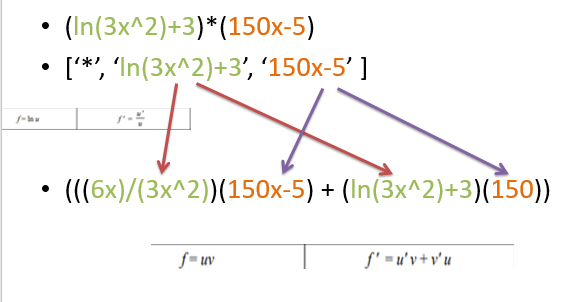 • (ln(3x^2)+3)*(150x-5)
• ['*', 'ln(3x^2)+3', '150x-5' ]
f=ln u f' = u'/u
• (((6x)/(3x^2))(150x-5) + (ln(3x^2)+3)(150))
f= uv f' = u'v+v'u